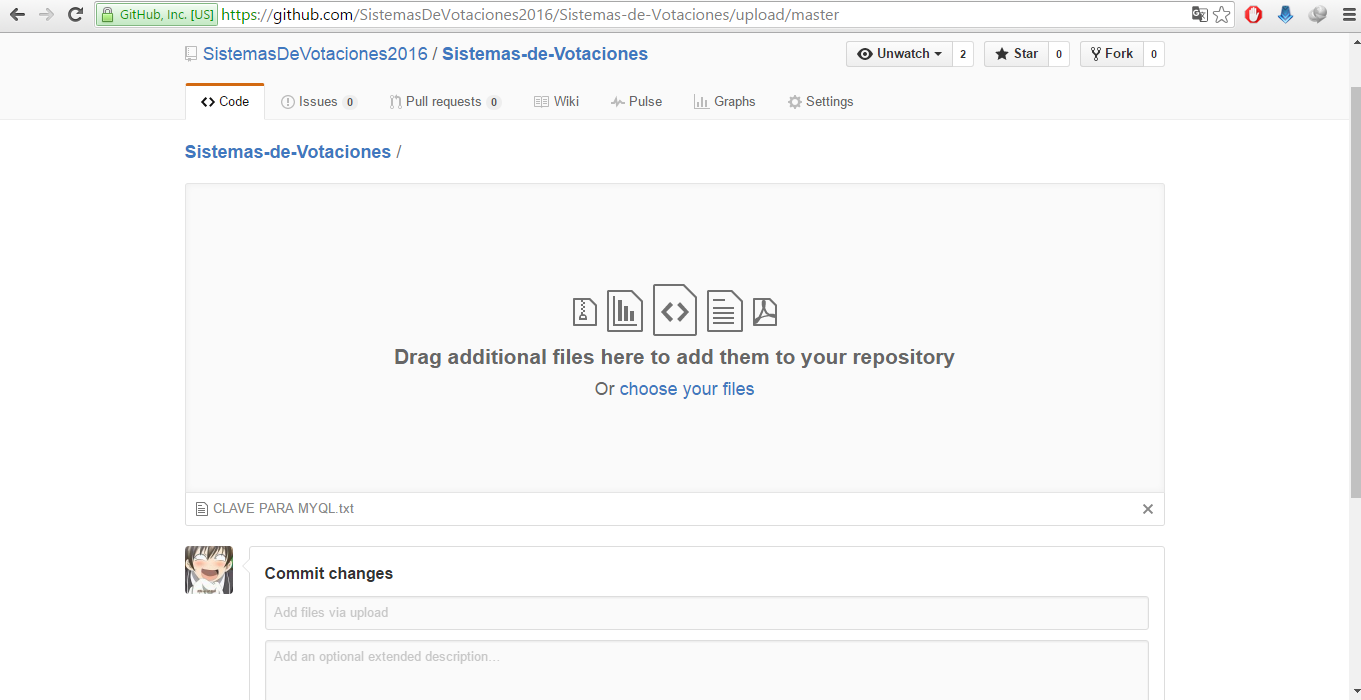 GitHub, Inc. [US] https://github.com/SistemasDeVotaciones2016/Sistemas-de-Votaciones/upload/master
SistemasDeVotaciones2016 / Sistemas-de-Votaciones
Unwatch 2 Star 0 Fork 0
Code Issues 0 Pull requests 0 Wiki Pulse Graphs Settings
Sistemas-de-Votaciones /
Drag additional files here to add them to your repository
Or choose your files
CLAVE PARA MYQL.txt
Commit changes
Add files via upload
Add an optional extended description...